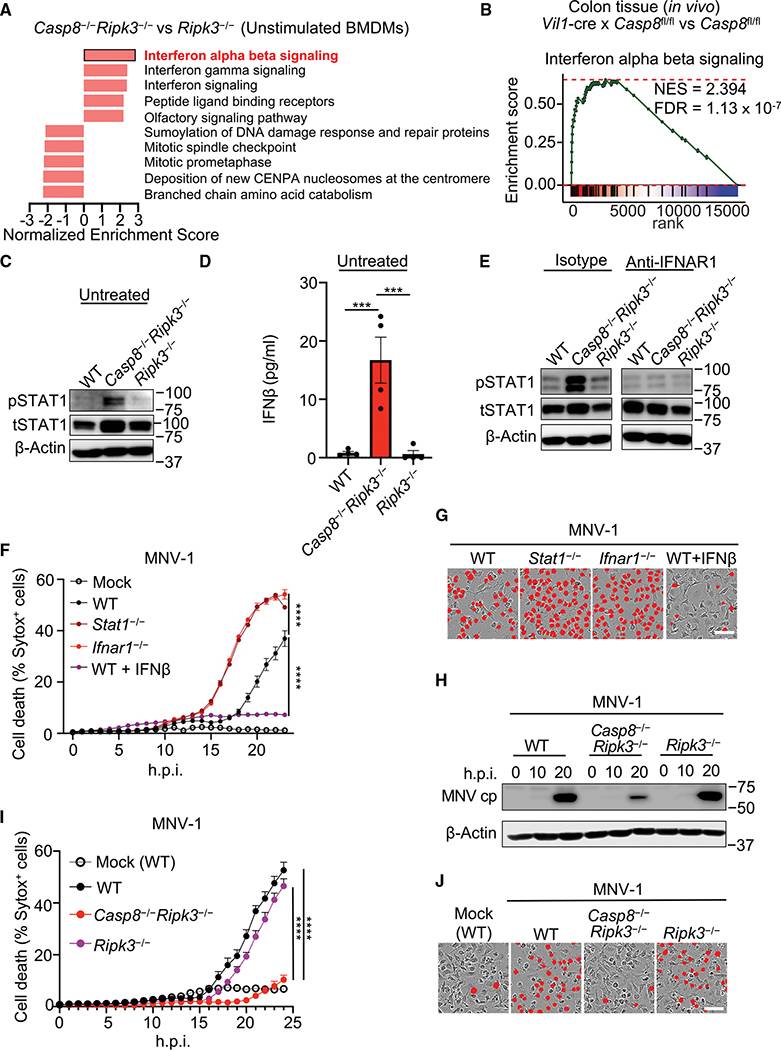 A
Casp8–/–Ripk3–/– vs Ripk3–/– (Unstimulated BMDMs)
Interferon alpha beta signaling
Interferon gamma signaling
Interferon signaling
Peptide ligand binding receptors
Olfactory signaling pathway
Sumoylation of DNA damage response and repair proteins
Mitotic spindle checkpoint
Mitotic prometaphase
Deposition of new CENPA nucleosomes at the centromere
Branched chain amino acid catabolism
-3 -2 -1 0 1 2 3
Normalized Enrichment Score
B
Colon tissue (in vivo)
Vil1-cre x Casp8fl/fl vs Casp8fl/fl
Interferon alpha beta signaling
NES = 2.394
FDR = 1.13 x 10-7
Enrichment score
0.50
0.25
0.00
0 5000 10000 15000
rank
C
Untreated
WT
Casp8–/–Ripk3–/–
Ripk3–/–
pSTAT1
tSTAT1
β-Actin
100
75
100
75
37
D
Untreated
***
***
IFNβ (pg/ml)
30
20
10
0
WT
Casp8–/–Ripk3–/–
Ripk3–/–
E
Isotype
Anti-IFNAR1
WT
Casp8–/–Ripk3–/–
Ripk3–/–
WT
Casp8–/–Ripk3–/–
Ripk3–/–
pSTAT1
tSTAT1
β-Actin
100
75
100
75
37
F
MNV-1
Cell death (% Sytox+ cells)
60
40
20
0
Mock
WT
Stat1–/–
Ifnar1–/–
WT + IFNβ
****
****
0 5 10 15 20
h.p.i.
G
MNV-1
WT
Stat1–/–
Ifnar1–/–
WT+IFNβ
H
MNV-1
WT
Casp8–/–
Ripk3–/–
Ripk3–/–
h.p.i.
0 10 20 0 10 20 0 10 20
MNV cp
β-Actin
75
50
37
I
MNV-1
Cell death (% Sytox+ cells)
60
40
20
0
Mock (WT)
WT
Casp8–/–Ripk3–/–
Ripk3–/–
****
****
0 5 10 15 20 25
h.p.i.
J
MNV-1
Mock
(WT)
WT
Casp8–/–
Ripk3–/–
Ripk3–/–